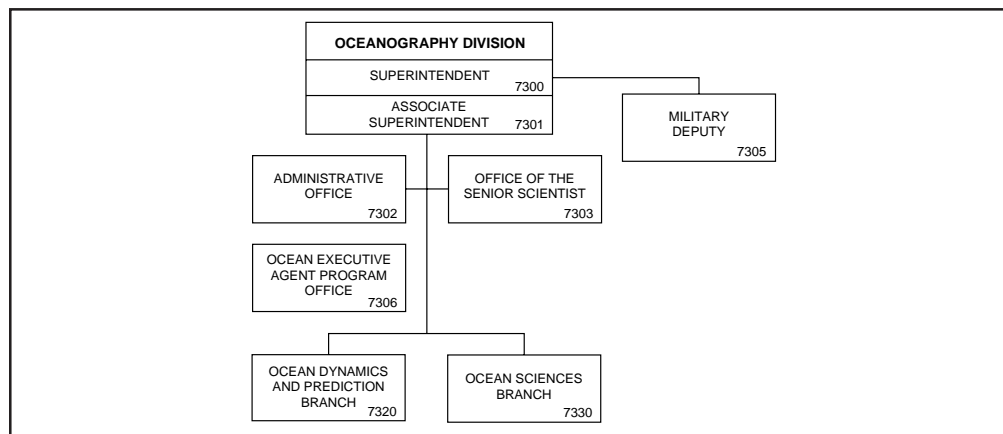 OCEANOGRAPHY DIVISION
SUPERINTENDENT
7300
ASSOCIATE
SUPERINTENDENT
7301
MILITARY
DEPUTY
7305
ADMINISTRATIVE
OFFICE
7302
OFFICE OF THE
SENIOR SCIENTIST
7303
OCEAN EXECUTIVE
AGENT PROGRAM
OFFICE
7306
OCEAN DYNAMICS
AND PREDICTION
BRANCH
7320
OCEAN SCIENCES
BRANCH
7330